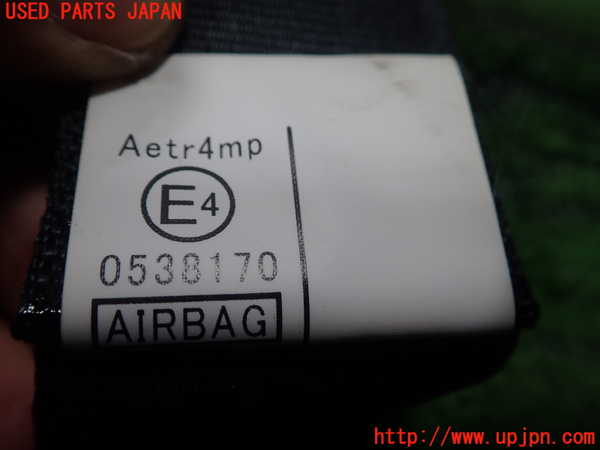 USED PARTS JAPAN
Aetr4mp
E4
0538170
AIRBAG
http://www.upjpn.com/